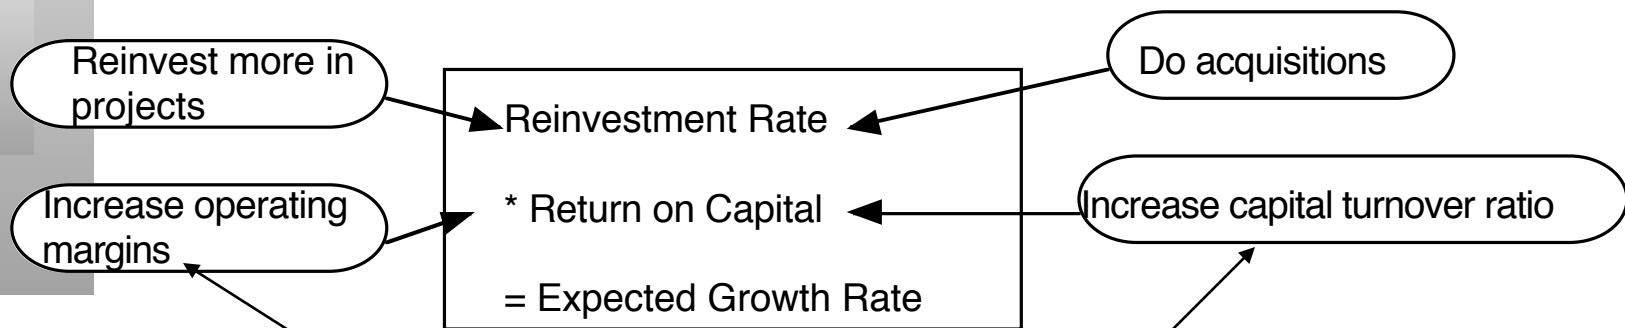 Reinvest more in
projects
Do acquisitions
Reinvestment Rate
Increase operating
margins
* Return on Capital
Increase capital turnover ratio
= Expected Growth Rate